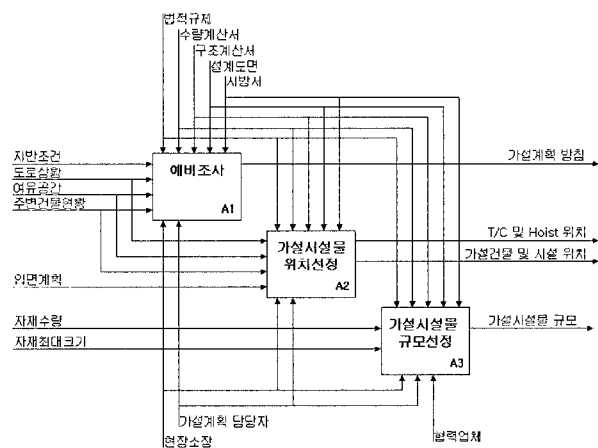 법적규제
수량계산서
구조계산서
설계도면
시방서
지반조건
도로상황
여유공간
주변건물현황
예비조사
A1
가설계획 방침
T/C 및 Hoist 위치
가설건물 및 시설 위치
가설시설물
위치선정
A2
입면계획
자재수량
자재최대크기
가설시설물
규모선정
A3
가설시설물 규모
가설계획 담당자
현장소장
협력업체